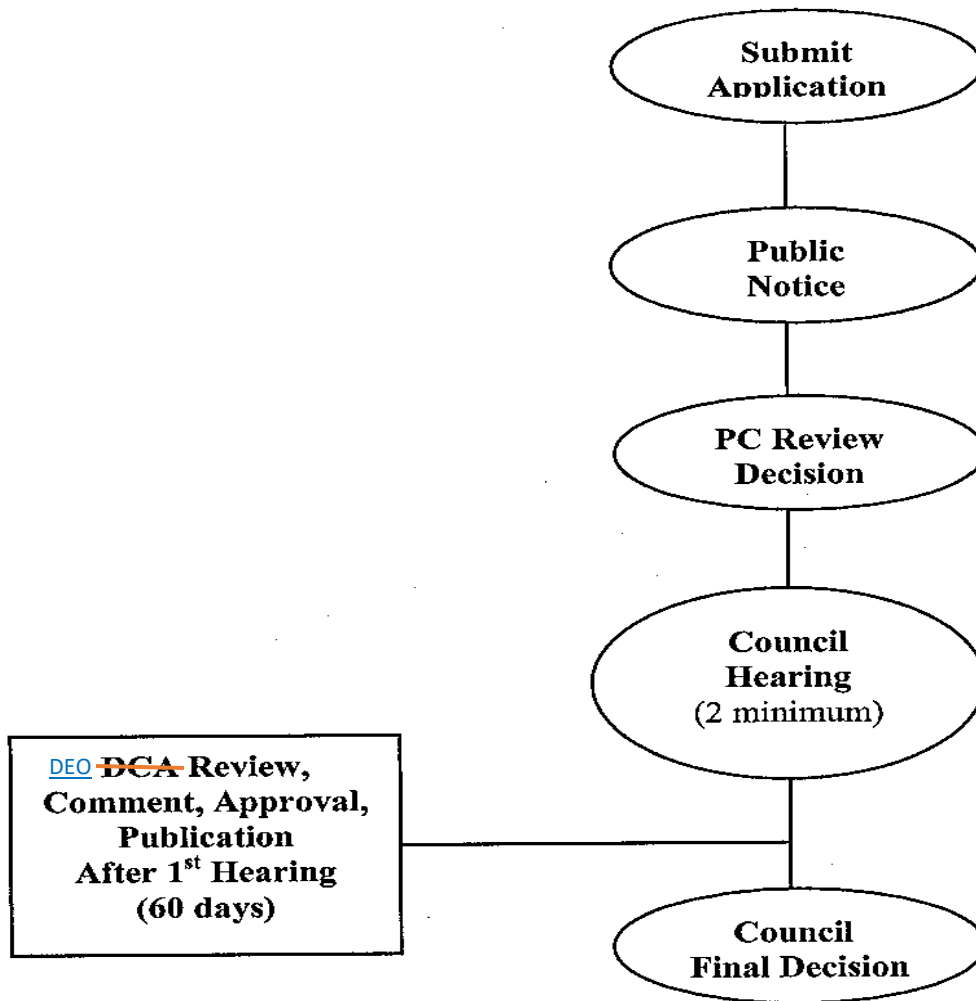 Submit
Application
Public
Notice
PC Review
Decision
Council
Hearing
(2 minimum)
DEO DCA Review,
Comment, Approval,
Publication
After 1st Hearing
(60 days)
Council
Final Decision